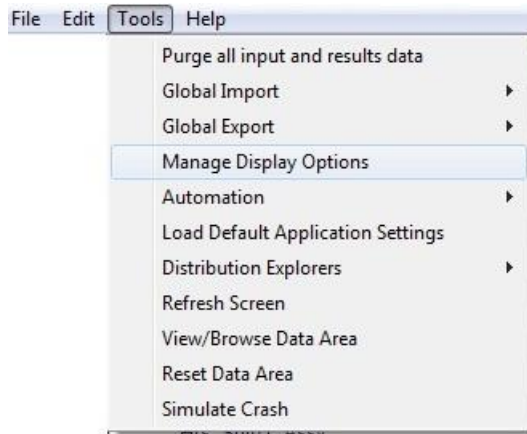 File Edit Tools Help
Purge all input and results data
Global Import
Global Export
Manage Display Options
Automation
Load Default Application Settings
Distribution Explorers
Refresh Screen
View/Browse Data Area
Reset Data Area
Simulate Crash